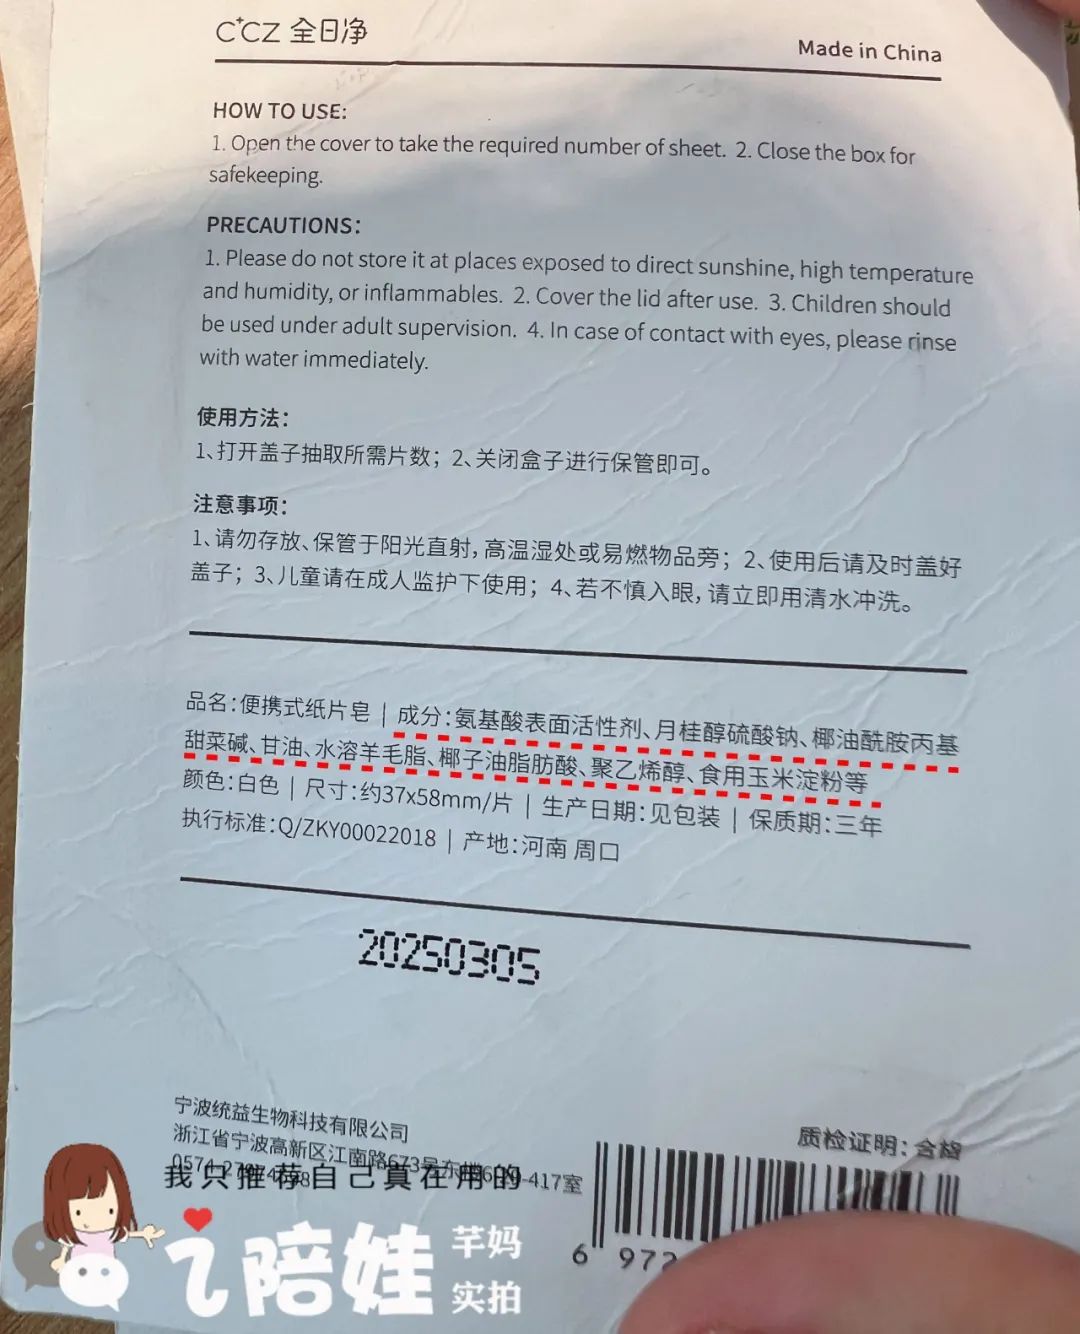 C+CZ 全日净
Made in China
HOW TO USE:
1. Open the cover to take the required number of sheet. 2. Close the box for
safekeeping.
PRECAUTIONS:
1. Please do not store it at places exposed to direct sunshine, high temperature
and humidity, or inflammables. 2. Cover the lid after use. 3. Children should
be used under adult supervision. 4. In case of contact with eyes, please rinse
with water immediately.
使用方法：
1、打开盖子抽取所需片数；2、关闭盒子进行保管即可。
注意事项：
1、请勿存放、保管于阳光直射，高温湿处或易燃物品旁；2、使用后请及时盖好
盖子；3、儿童请在成人监护下使用；4、若不慎入眼，请立即用清水冲洗。
品名：便携式纸片皂 | 成分：氨基酸表面活性剂、月桂醇硫酸钠、椰油酰胺丙基
甜菜碱、甘油、水溶羊毛脂、椰子油脂肪酸、聚乙烯醇、食用玉米淀粉等
颜色：白色 | 尺寸：约37x58mm/片 | 生产日期：见包装 | 保质期：三年
执行标准：Q/ZKY00022018 | 产地：河南 周口
20250305
宁波统益生物科技有限公司
浙江省宁波高新区江南路673号东
-417室
0574-
质检证明：合格
6 972
我只推荐自己真在用的
陪娃
芊妈
实拍